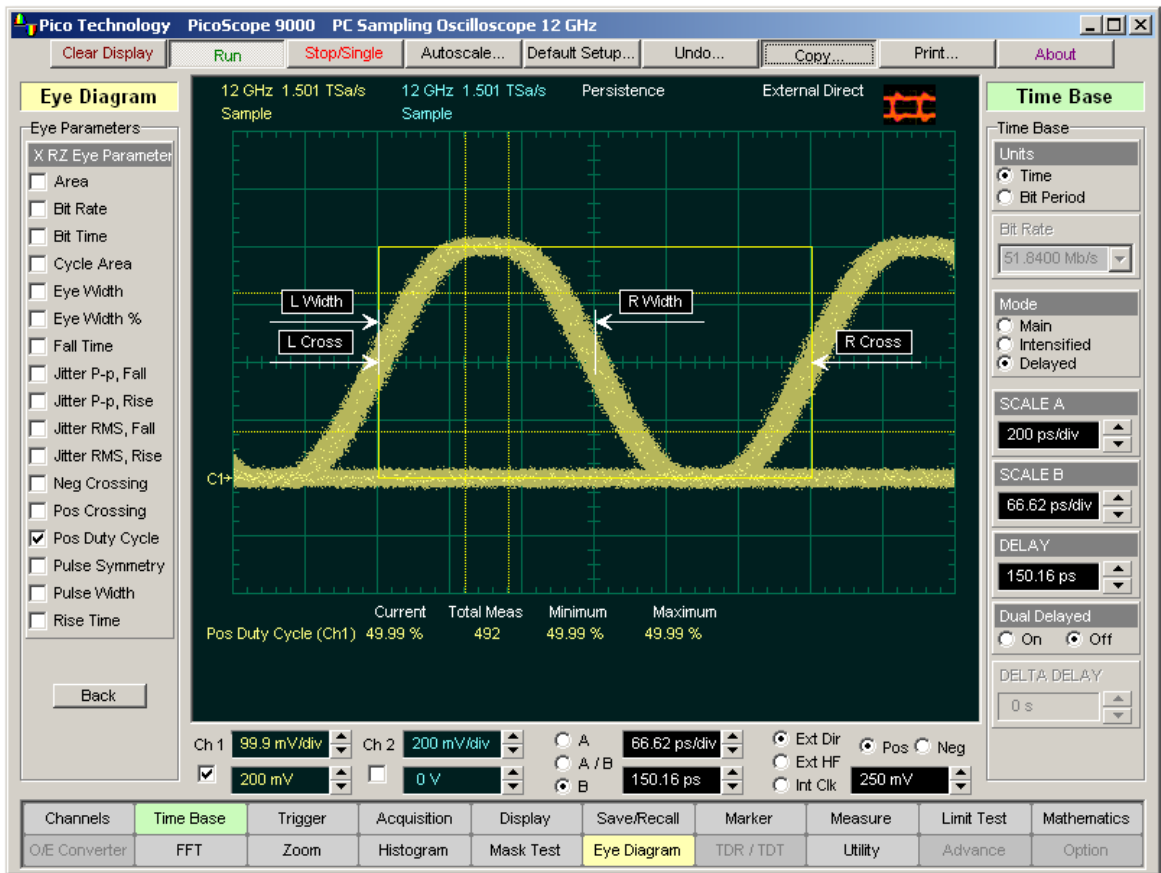 Pico Technology PicoScope 9000 PC Sampling Oscilloscope 12 GHz
Clear Display Run Stop/Single Autoscale... Default Setup... Undo... Copy... Print... About
Eye Diagram
Eye Parameters
X RZ Eye Parameter
Area
Bit Rate
Bit Time
Cycle Area
Eye Width
Eye Width %
Fall Time
Jitter P-p, Fall
Jitter P-p, Rise
Jitter RMS, Fall
Jitter RMS, Rise
Neg Crossing
Pos Crossing
Pos Duty Cycle
Pulse Symmetry
Pulse Width
Rise Time
Back
12 GHz 1.501 TSa/s 12 GHz 1.501 TSa/s Persistence External Direct
Sample Sample
L Width R Width
L Cross R Cross
C1
Current Total Meas Minimum Maximum
Pos Duty Cycle (Ch1) 49.99 % 492 49.99 % 49.99 %
Time Base
Time Base
Units
Time
Bit Period
Bit Rate
51.8400 Mb/s
Mode
Main
Intensified
Delayed
SCALE A
200 ps/div
SCALE B
66.62 ps/div
DELAY
150.16 ps
Dual Delayed
On Off
DELTA DELAY
0 s
Ch 1 99.9 mV/div Ch 2 200 mV/div A 66.62 ps/div Ext Dir Pos Neg
A / B Ext HF
200 mV 0 V B 150.16 ps Int Clk 250 mV
Channels Time Base Trigger Acquisition Display Save/Recall Marker Measure Limit Test Mathematics
O/E Converter FFT Zoom Histogram Mask Test Eye Diagram TDR / TDT Utility Advance Option